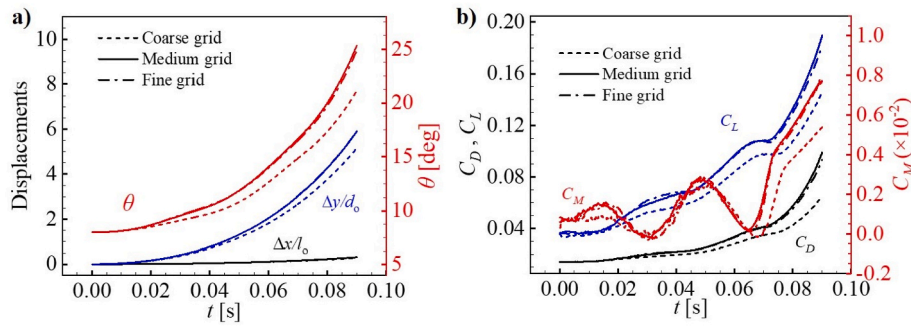 a)
10
8
6
4
2
0
Displacements
Coarse grid
Medium grid
Fine grid
θ
Δy/dₒ
Δx/lₒ
25
20
15
10
5
θ [deg]
0.00 0.02 0.04 0.06 0.08 0.10
t [s]
b)
0.20
0.16
0.12
0.08
0.04
C_D , C_L
Coarse grid
Medium grid
Fine grid
C_L
C_M
C_D
1.0
0.8
0.6
0.4
0.2
0.0
-0.2
C_M (×10⁻²)
0.00 0.02 0.04 0.06 0.08 0.10
t [s]